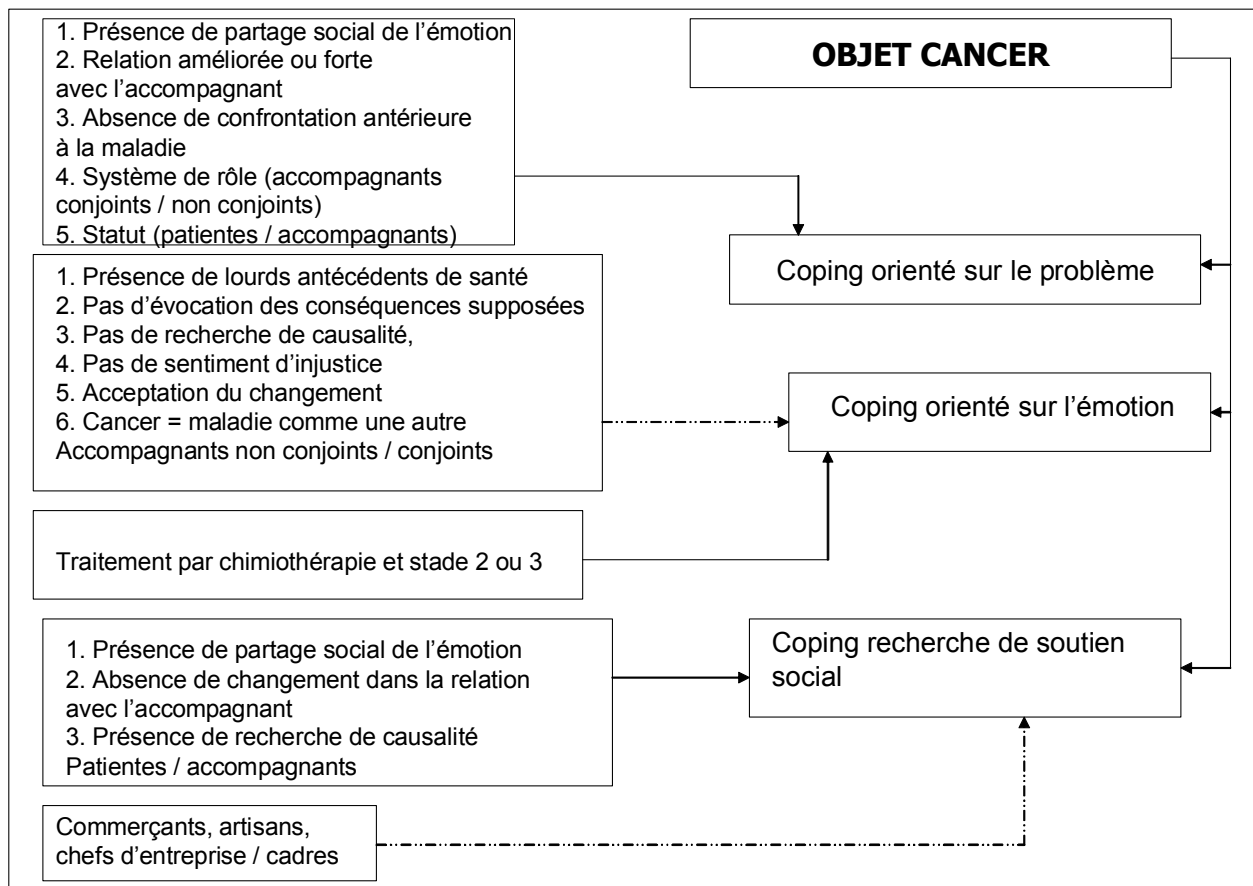 1. Présence de partage social de l’émotion
2. Relation améliorée ou forte
avec l’accompagnant
3. Absence de confrontation antérieure
à la maladie
4. Système de rôle (accompagnants
conjoints / non conjoints)
5. Statut (patientes / accompagnants)
OBJET CANCER
Coping orienté sur le problème
1. Présence de lourds antécédents de santé
2. Pas d’évocation des conséquences supposées
3. Pas de recherche de causalité,
4. Pas de sentiment d’injustice
5. Acceptation du changement
6. Cancer = maladie comme une autre
Accompagnants non conjoints / conjoints
Coping orienté sur l’émotion
Traitement par chimiothérapie et stade 2 ou 3
1. Présence de partage social de l’émotion
2. Absence de changement dans la relation
avec l’accompagnant
3. Présence de recherche de causalité
Patientes / accompagnants
Coping recherche de soutien
social
Commerçants, artisans,
chefs d’entreprise / cadres